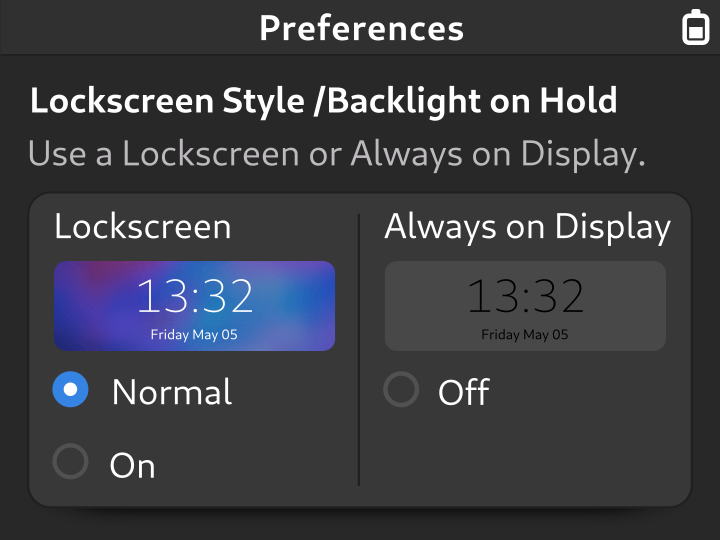 Preferences
Lockscreen Style /Backlight on Hold
Use a Lockscreen or Always on Display.
Lockscreen
13:32
Friday May 05
Normal
On
Always on Display
13:32
Friday May 05
Off